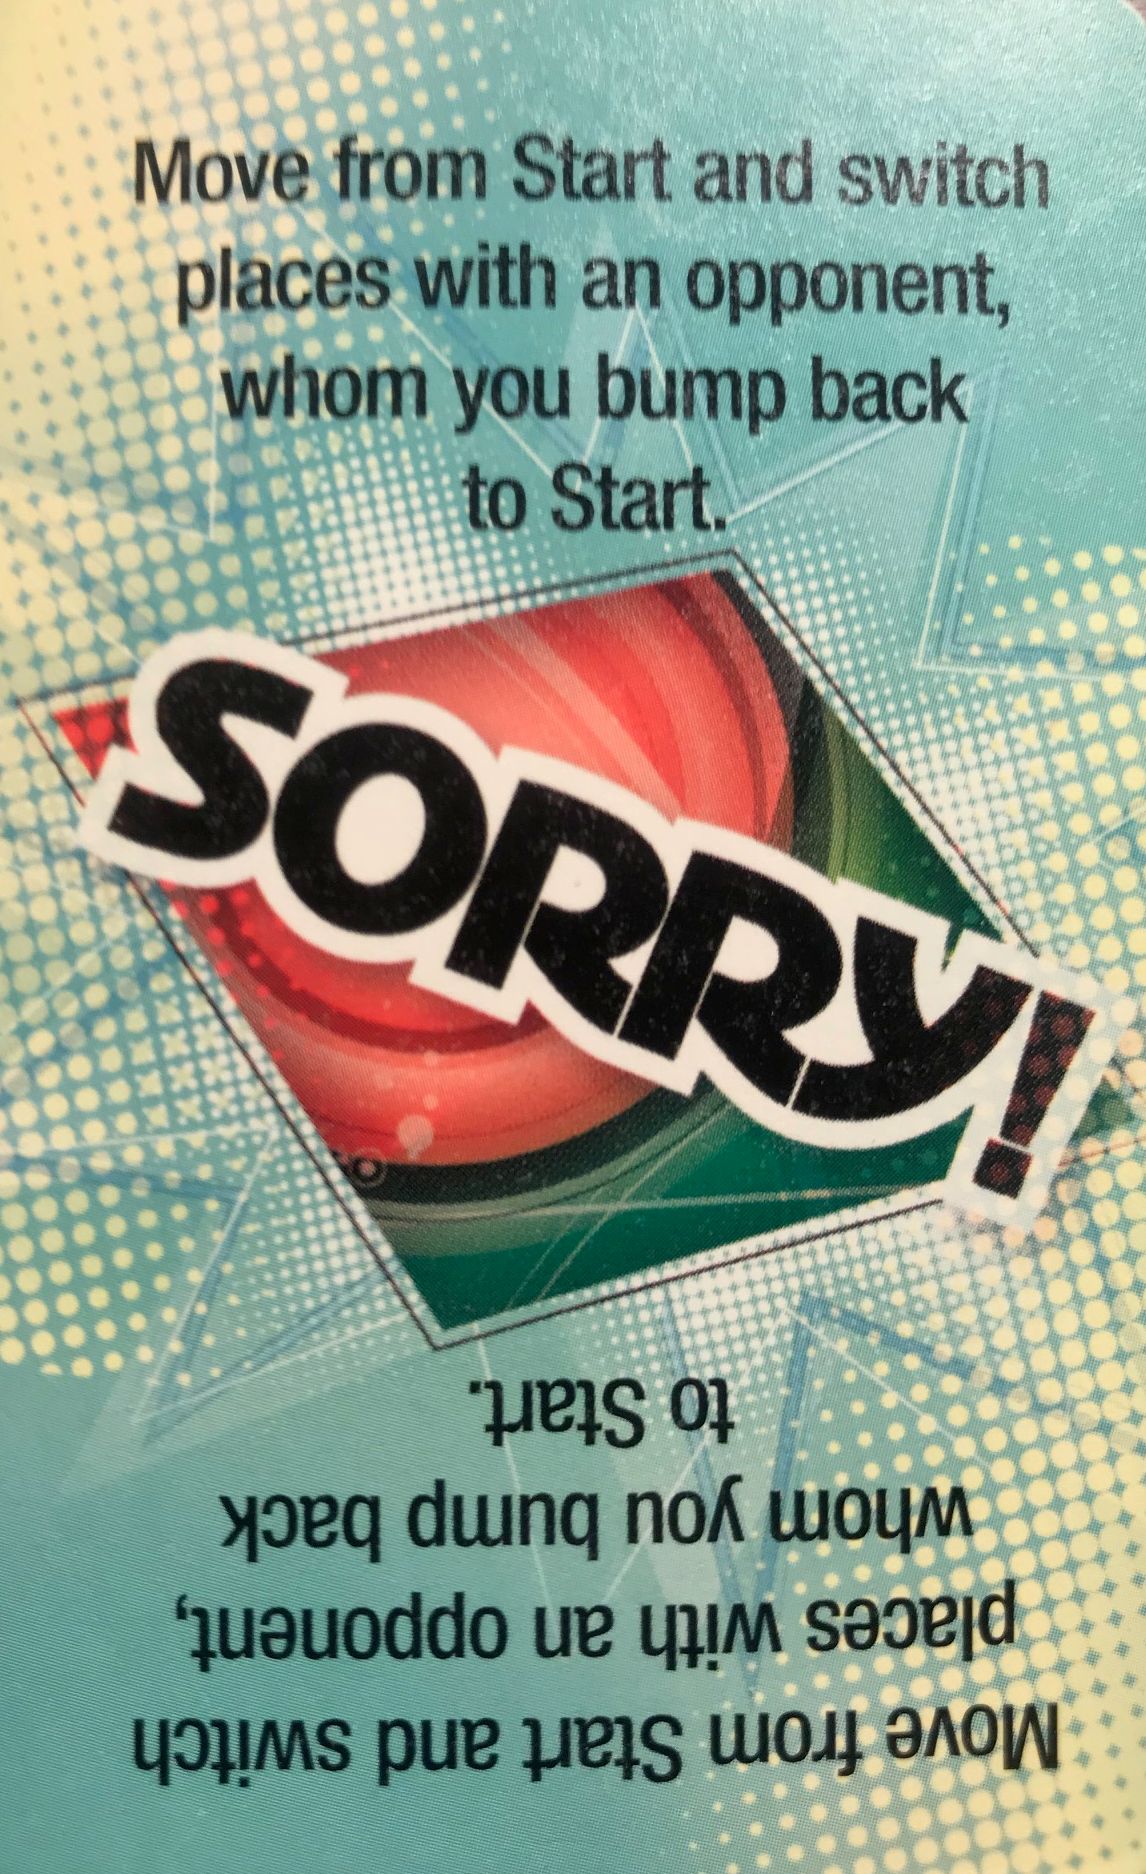 Move from Start and switch
places with an opponent,
whom you bump back
to Start.
SORRY!
Move from Start and switch
places with an opponent,
whom you bump back
to Start.